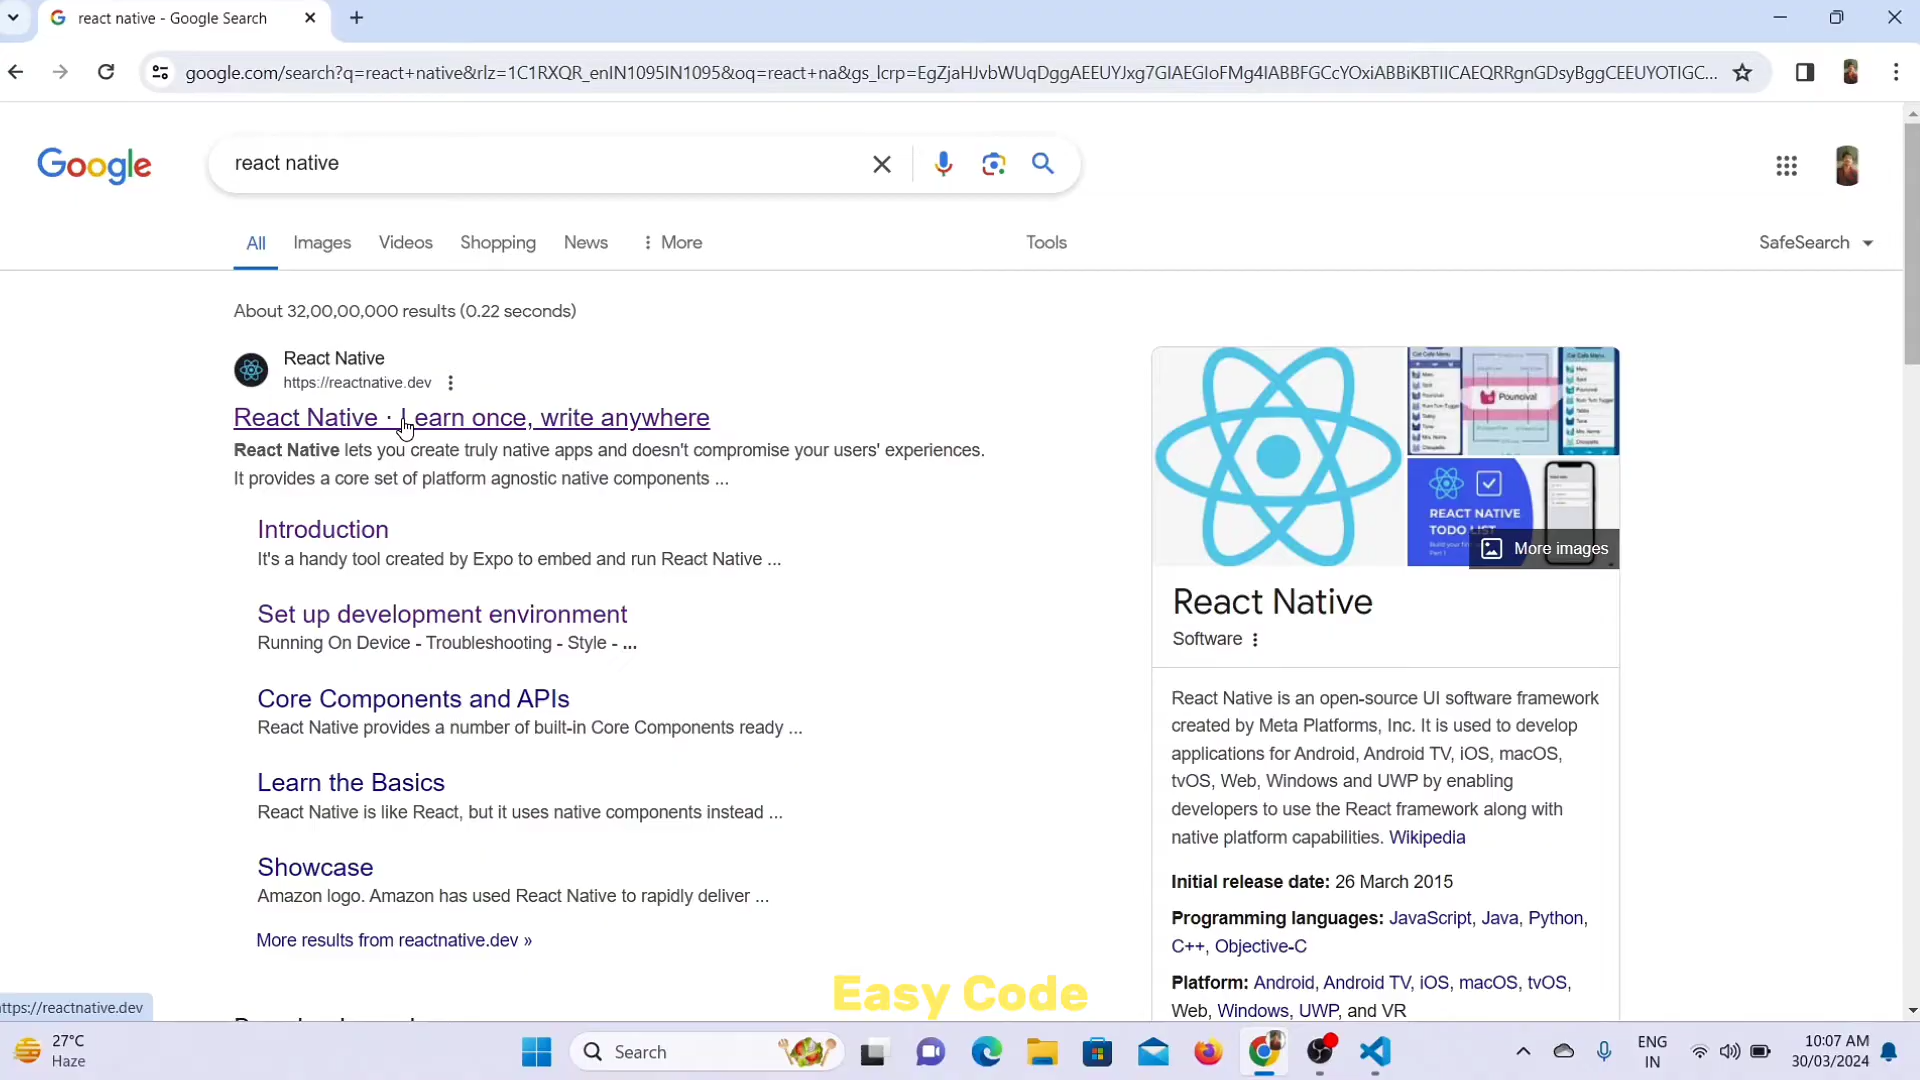 react native - Google Search
google.com/search?q=react+native&rlz=1C1RXQR_enIN1095IN1095&oq=react+na&gs_lcrp=EgZjaHJvbWUqDggAEEUYJxg7GIAEGIoFMg4IABBFGCcYOxiABBiKBTIICAEQRRgnGDsyBggCEEUYOTIGC...
Google
react native
All Images Videos Shopping News More Tools SafeSearch
About 32,00,00,000 results (0.22 seconds)
React Native
https://reactnative.dev
React Native · Learn once, write anywhere
React Native lets you create truly native apps and doesn't compromise your users' experiences.
It provides a core set of platform agnostic native components ...
Introduction
It's a handy tool created by Expo to embed and run React Native ...
Set up development environment
Running On Device - Troubleshooting - Style - ...
Core Components and APIs
React Native provides a number of built-in Core Components ready ...
Learn the Basics
React Native is like React, but it uses native components instead ...
Showcase
Amazon logo. Amazon has used React Native to rapidly deliver ...
More results from reactnative.dev »
Pouncival
REACT NATIVE
TODO LIST
More images
React Native
Software
React Native is an open-source UI software framework
created by Meta Platforms, Inc. It is used to develop
applications for Android, Android TV, iOS, macOS,
tvOS, Web, Windows and UWP by enabling
developers to use the React framework along with
native platform capabilities. Wikipedia
Initial release date: 26 March 2015
Programming languages: JavaScript, Java, Python,
C++, Objective-C
Platform: Android, Android TV, iOS, macOS, tvOS,
Web, Windows, UWP, and VR
Easy Code
https://reactnative.dev
27°C
Haze
Search
ENG
IN
10:07 AM
30/03/2024